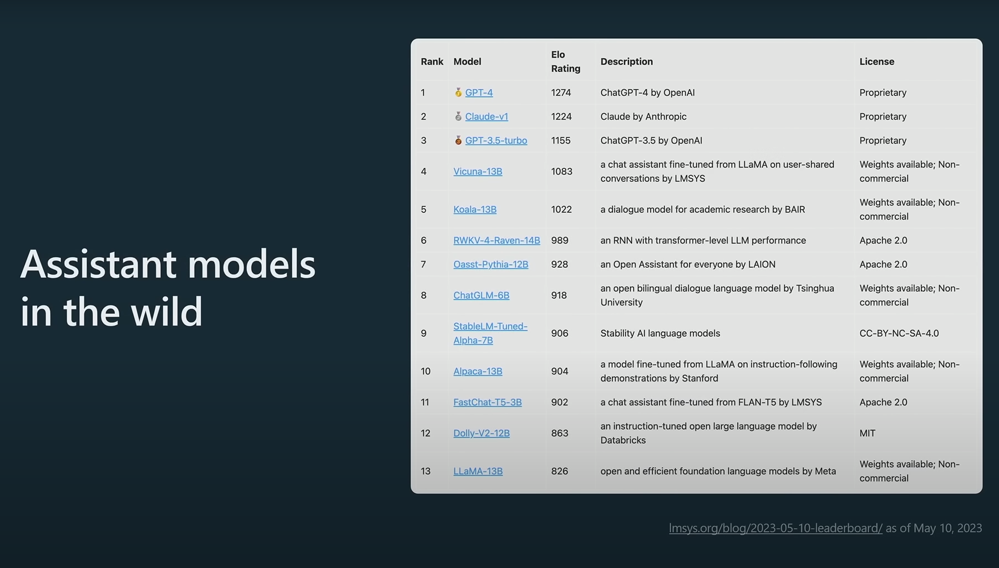 Assistant models
in the wild
Rank Model Elo Rating Description License
1 GPT-4 1274 ChatGPT-4 by OpenAI Proprietary
2 Claude-v1 1224 Claude by Anthropic Proprietary
3 GPT-3.5-turbo 1155 ChatGPT-3.5 by OpenAI Proprietary
4 Vicuna-13B 1083 a chat assistant fine-tuned from LLaMA on user-shared conversations by LMSYS Weights available; Non-commercial
5 Koala-13B 1022 a dialogue model for academic research by BAIR Weights available; Non-commercial
6 RWKV-4-Raven-14B 989 an RNN with transformer-level LLM performance Apache 2.0
7 Oasst-Pythia-12B 928 an Open Assistant for everyone by LAION Apache 2.0
8 ChatGLM-6B 918 an open bilingual dialogue language model by Tsinghua University Weights available; Non-commercial
9 StableLM-Tuned-Alpha-7B 906 Stability AI language models CC-BY-NC-SA-4.0
10 Alpaca-13B 904 a model fine-tuned from LLaMA on instruction-following demonstrations by Stanford Weights available; Non-commercial
11 FastChat-T5-3B 902 a chat assistant fine-tuned from FLAN-T5 by LMSYS Apache 2.0
12 Dolly-V2-12B 863 an instruction-tuned open large language model by Databricks MIT
13 LLaMA-13B 826 open and efficient foundation language models by Meta Weights available; Non-commercial
lmsys.org/blog/2023-05-10-leaderboard/ as of May 10, 2023